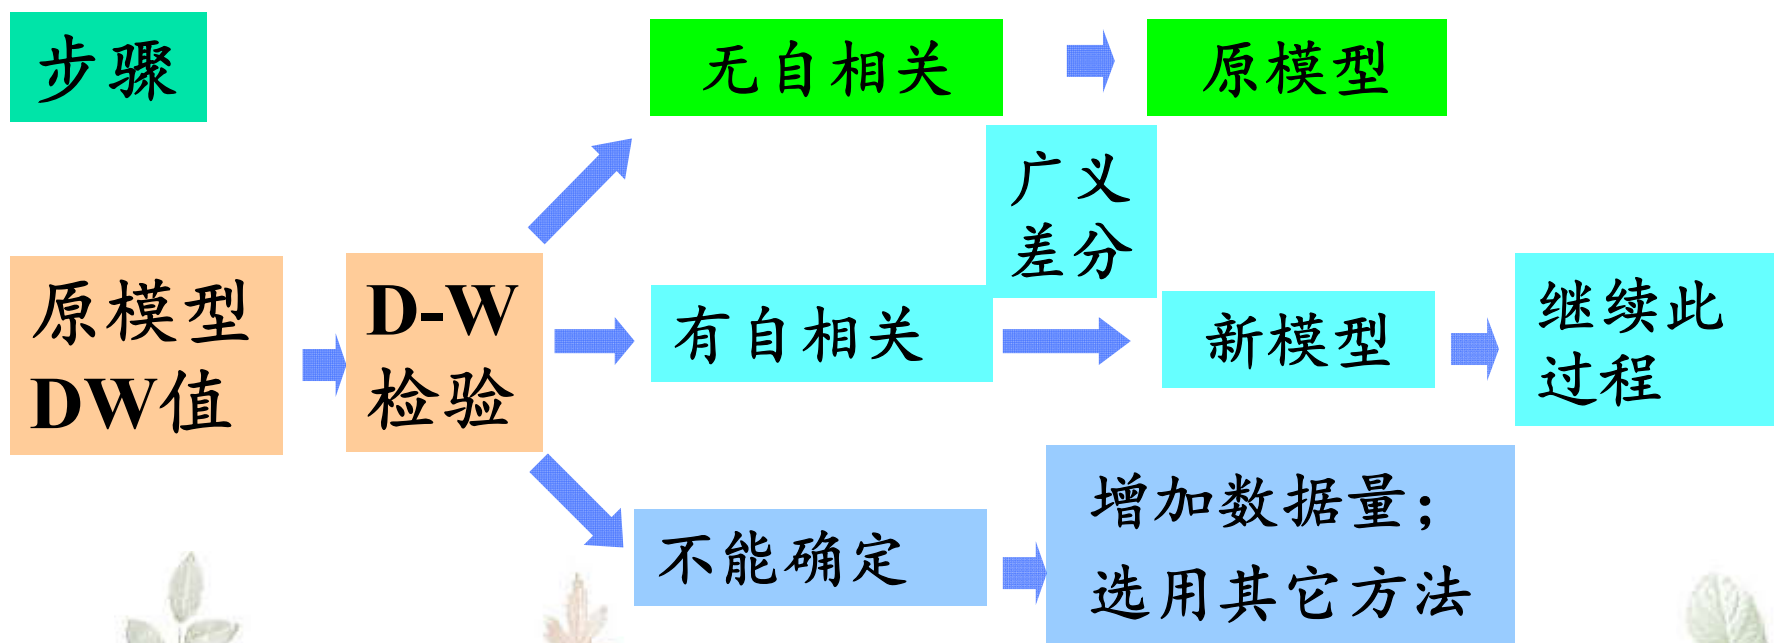 步骤
无自相关
原模型
广义
差分
原模型
DW值
D-W
检验
有自相关
新模型
继续此
过程
不能确定
增加数据量；
选用其它方法